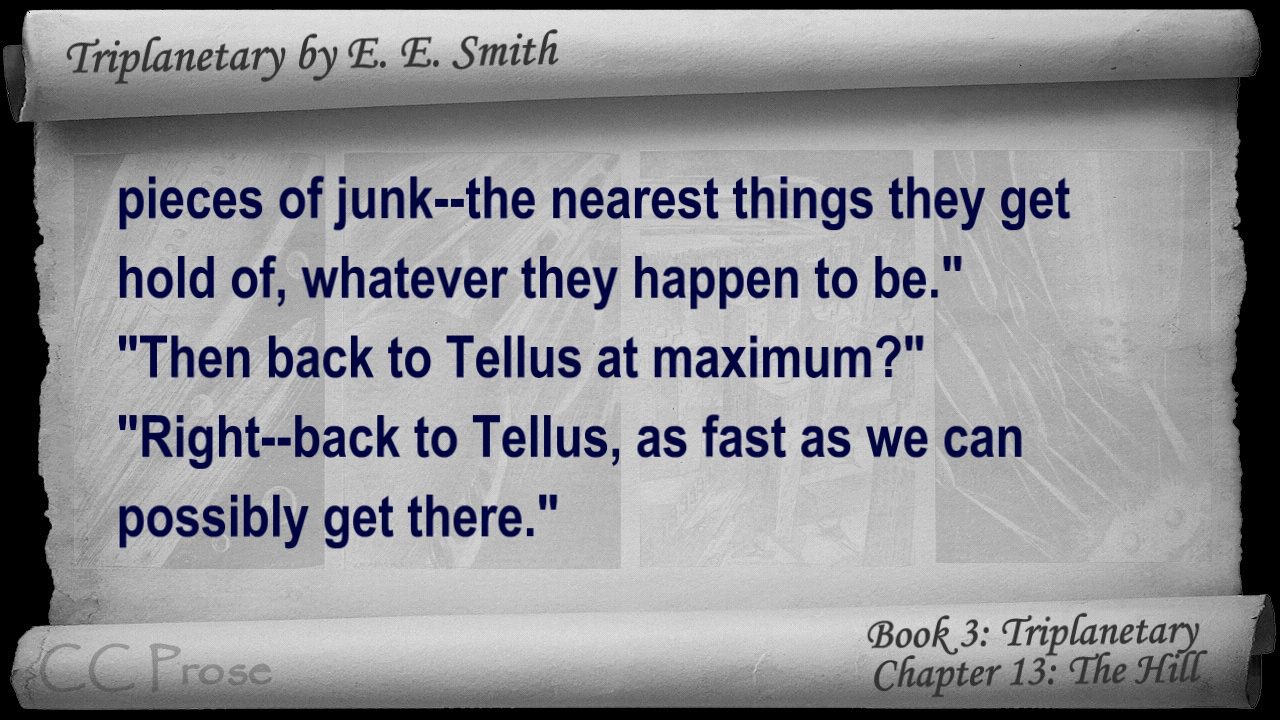 Triplanetary by E. E. Smith
pieces of junk--the nearest things they get
hold of, whatever they happen to be."
"Then back to Tellus at maximum?"
"Right--back to Tellus, as fast as we can
possibly get there."
CC Prose
Book 3: Triplanetary
Chapter 13: The Hill